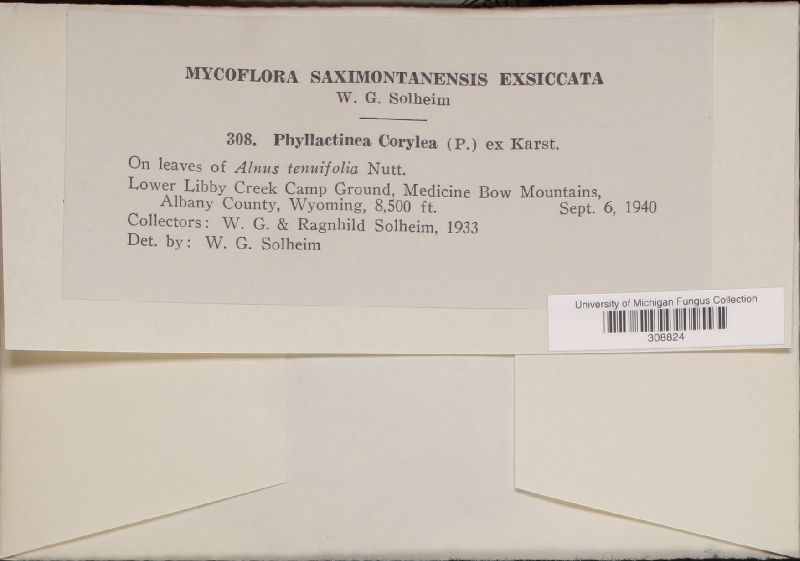 MYCOFLORA SAXIMONTANENSIS EXSICCATA
W. G. Solheim
308. Phyllactinea Corylea (P.) ex Karst.
On leaves of Alnus tenuifolia Nutt.
Lower Libby Creek Camp Ground, Medicine Bow Mountains,
Albany County, Wyoming, 8,500 ft. Sept. 6, 1940
Collectors: W. G. & Ragnhild Solheim, 1933
Det. by: W. G. Solheim
University of Michigan Fungus Collection
308824